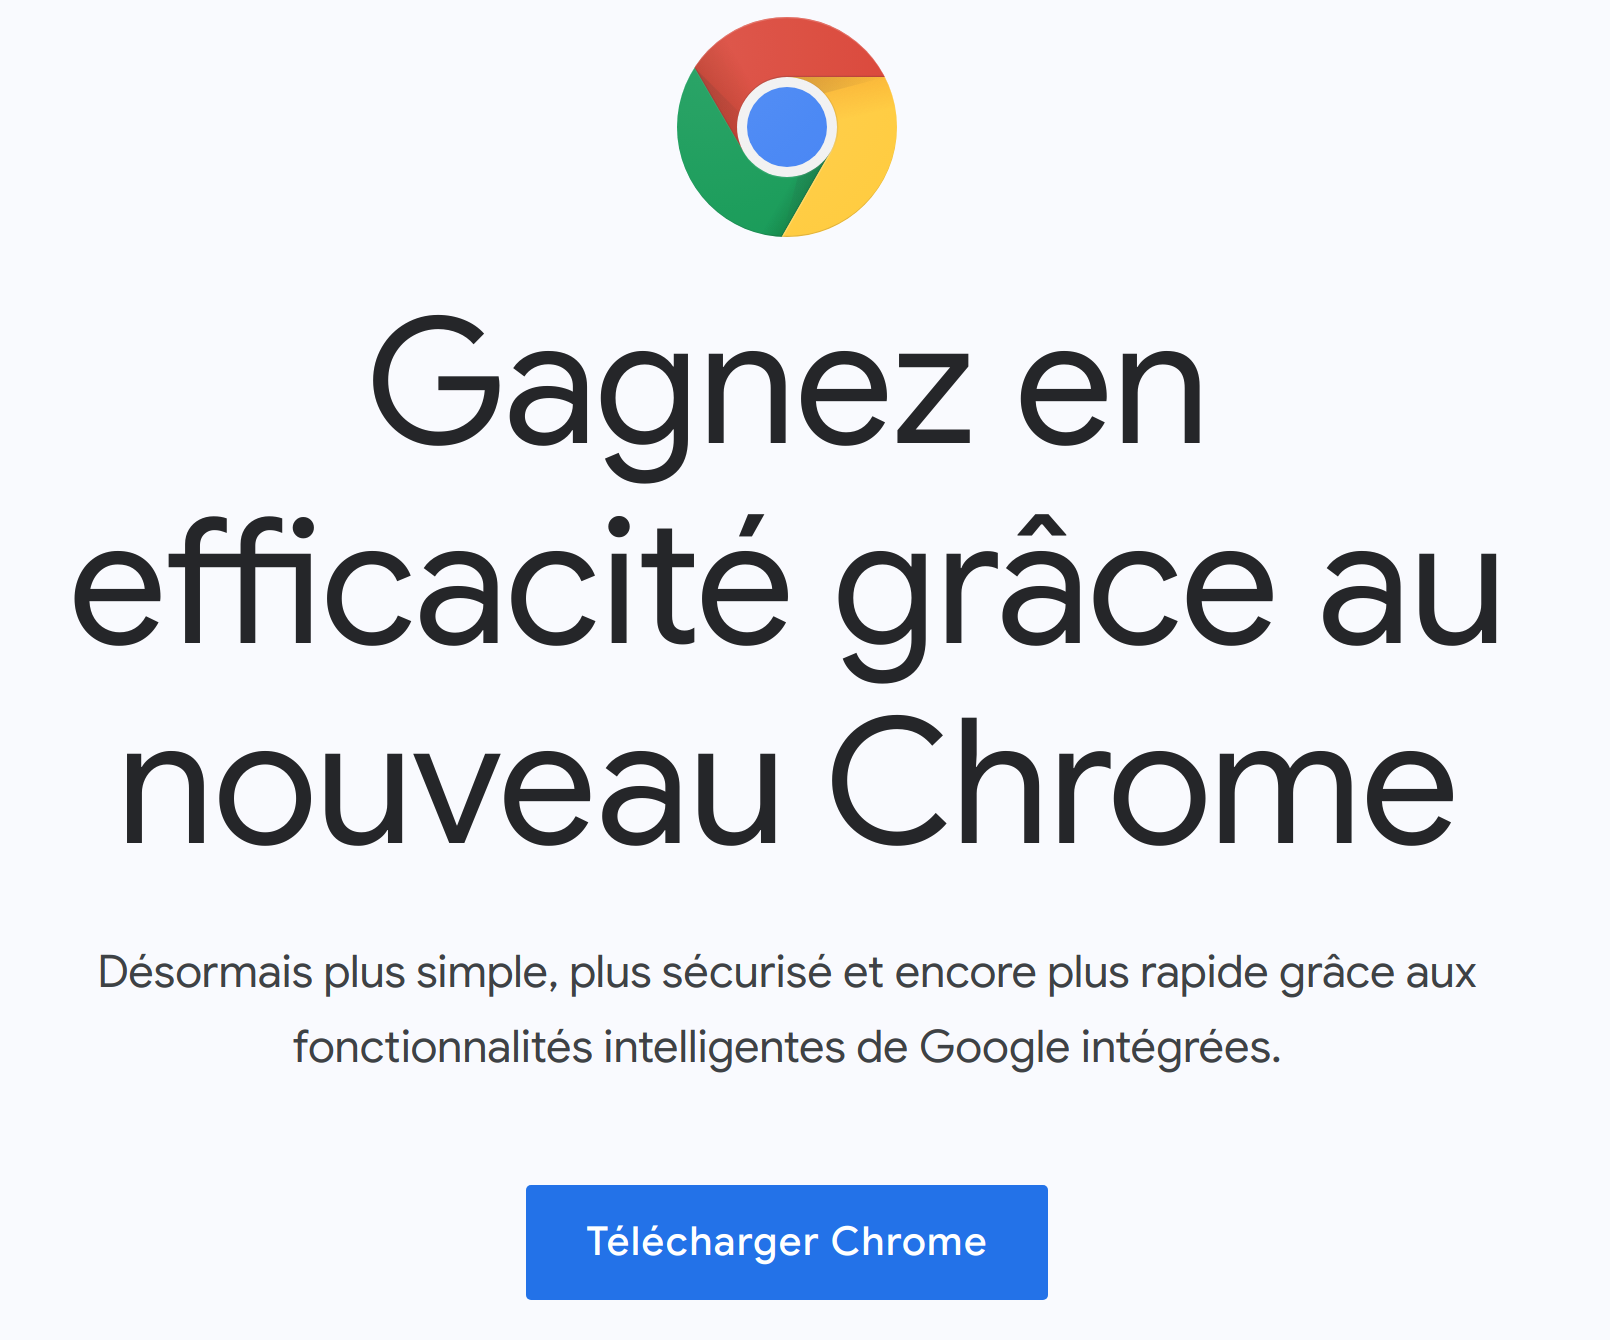 Gagnez en
efficacité grâce au
nouveau Chrome
Désormais plus simple, plus sécurisé et encore plus rapide grâce aux
fonctionnalités intelligentes de Google intégrées.
Télécharger Chrome